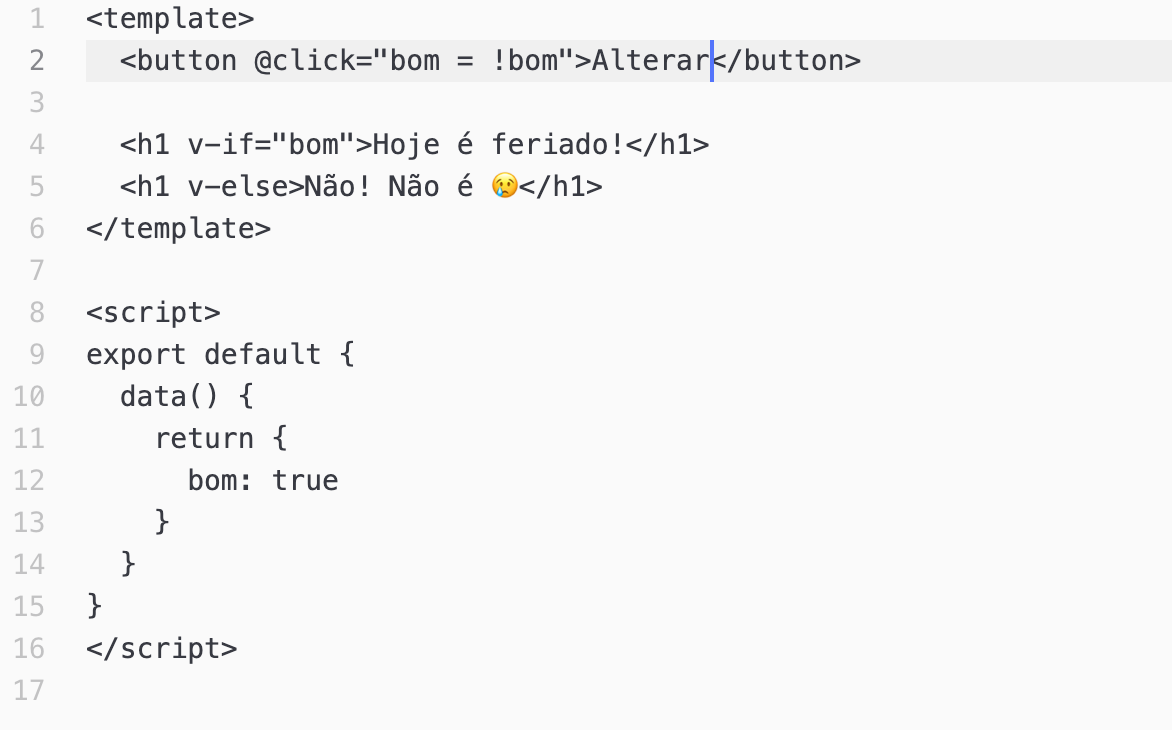 1 <template>
2   <button @click="bom = !bom">Alterar</button>
3
4   <h1 v-if="bom">Hoje é feriado!</h1>
5   <h1 v-else>Não! Não é 😢</h1>
6 </template>
7
8 <script>
9 export default {
10   data() {
11     return {
12       bom: true
13     }
14   }
15 }
16 </script>
17